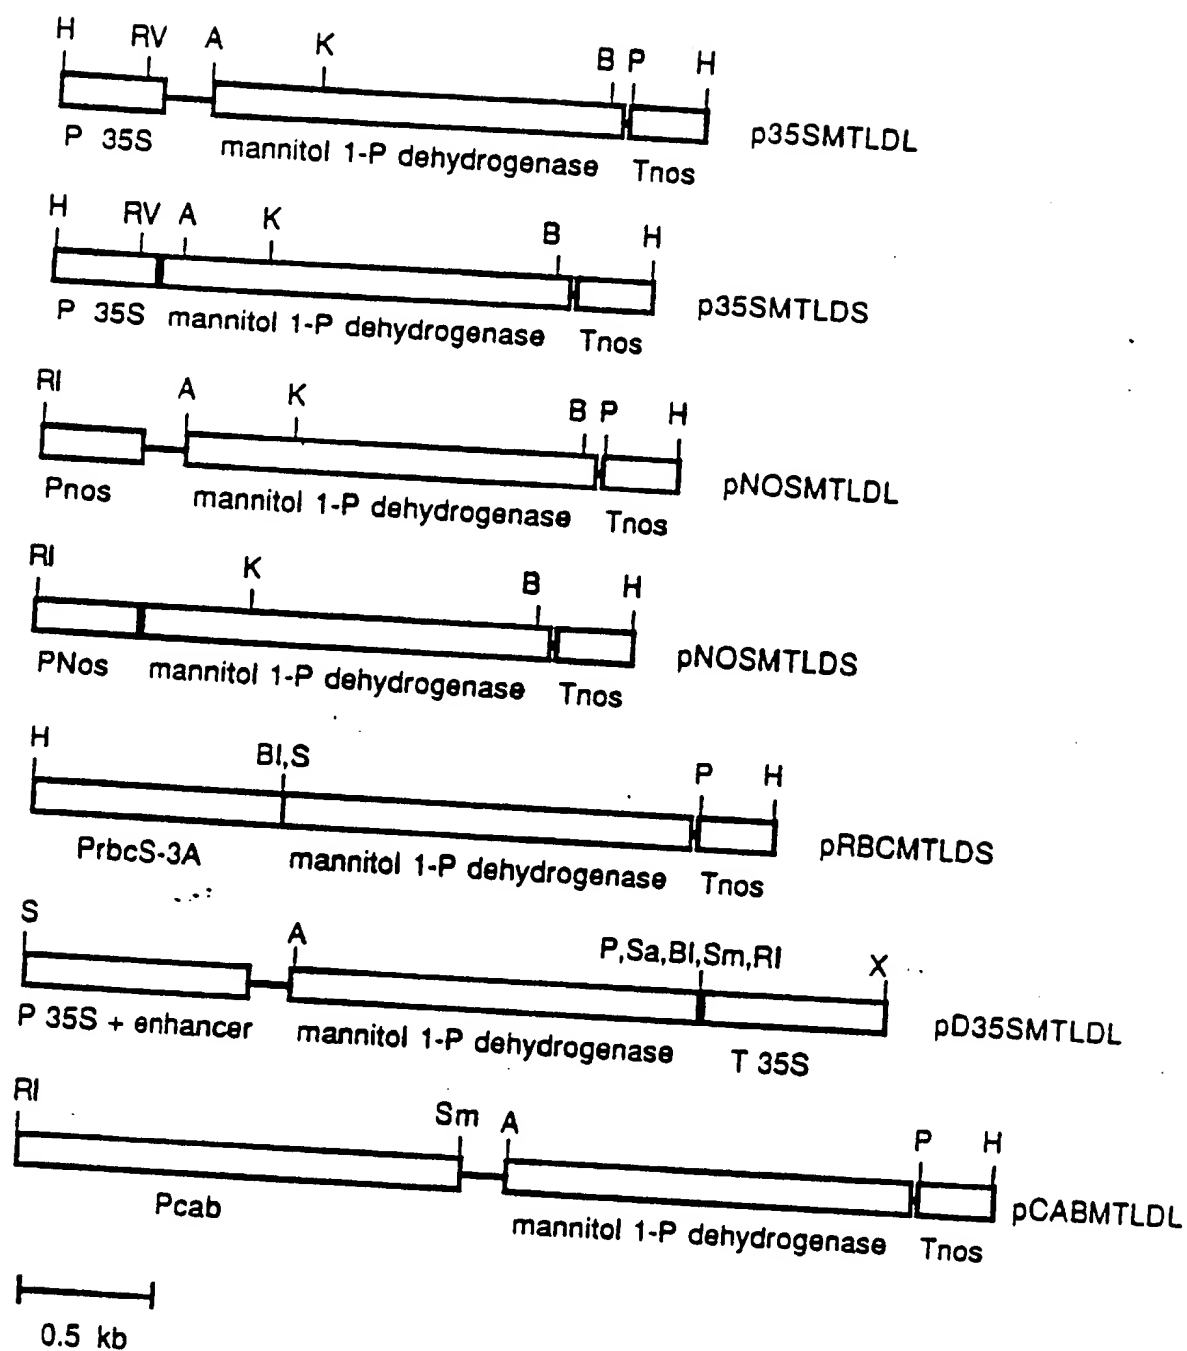 H RV A K B P H
P 35S mannitol 1-P dehydrogenase Tnos p35SMTLDL
H RV A K B H
P 35S mannitol 1-P dehydrogenase Tnos p35SMTLDS
RI A K B P H
Pnos mannitol 1-P dehydrogenase Tnos pNOSMTLDL
RI K B H
PNos mannitol 1-P dehydrogenase Tnos pNOSMTLDS
H BI,S P H
PrbcS-3A mannitol 1-P dehydrogenase Tnos pRBCMTLDS
S A P,Sa,BI,Sm,RI X
P 35S + enhancer mannitol 1-P dehydrogenase T 35S pD35SMTLDL
RI Sm A P H
Pcab mannitol 1-P dehydrogenase Tnos pCABMTLDL
0.5 kb